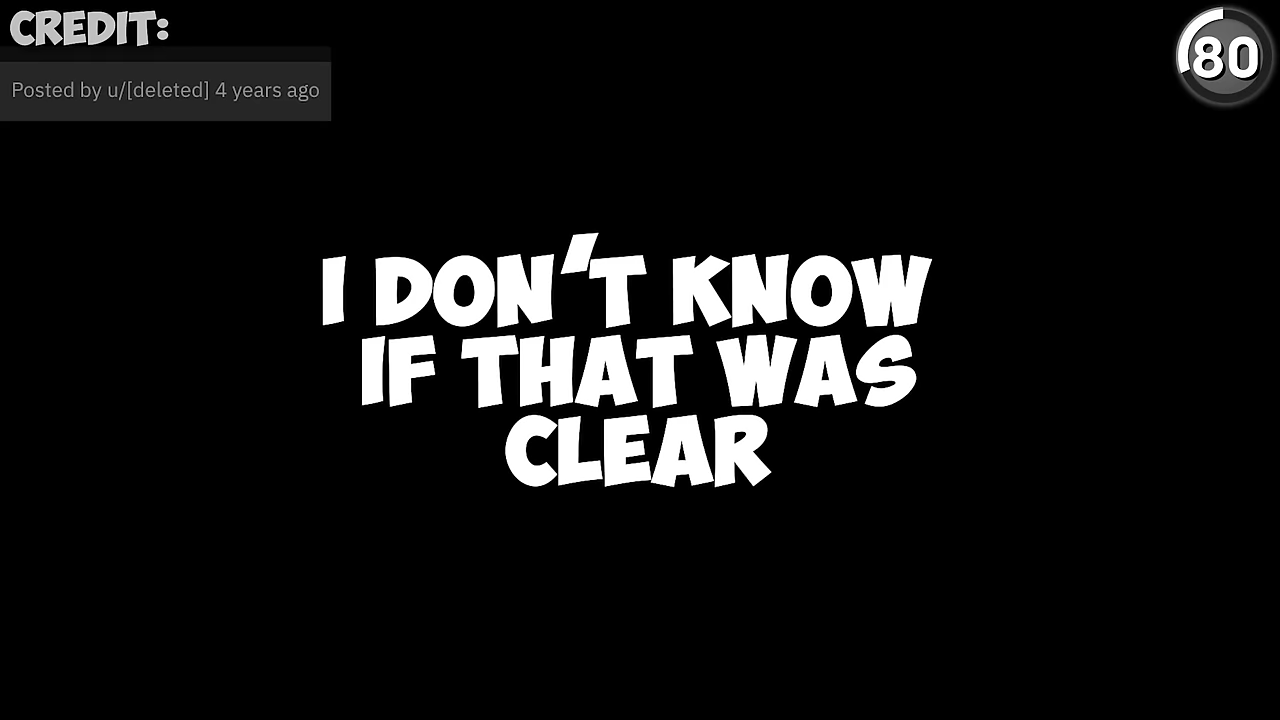 CREDIT:
80
Posted by u/[deleted] 4 years ago
I DON'T KNOW
IF THAT WAS
CLEAR